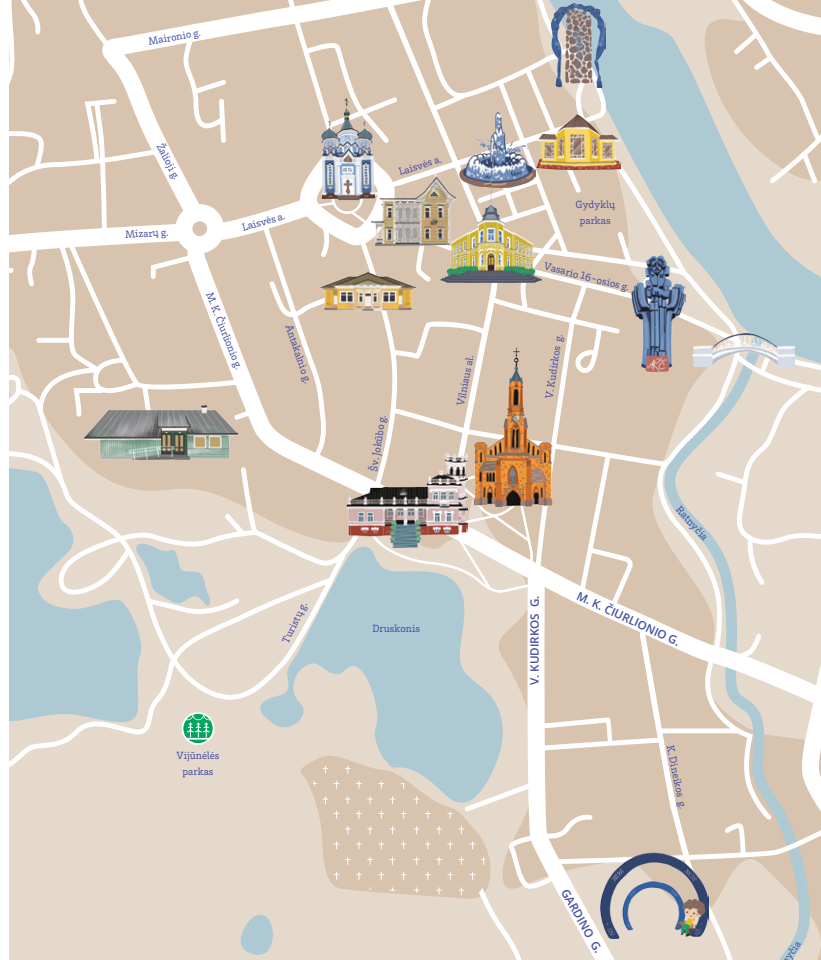 Maironio g.
Žalioji g.
Laisvės a.
Gydyklų
parkas
Laisvės a.
Mizarų g.
Vasario 16-osios g.
M. K. Čiurlionio g.
Antakalnio g.
Vilniaus al.
V. Kudirkos g.
Šv. Jokūbo g.
Ratnyčia
Turistų g.
Druskonis
V. KUDIRKOS G.
M. K. ČIURLIONIO G.
Vijūnėlės
parkas
K. Dineikos g.
GARDINO G.